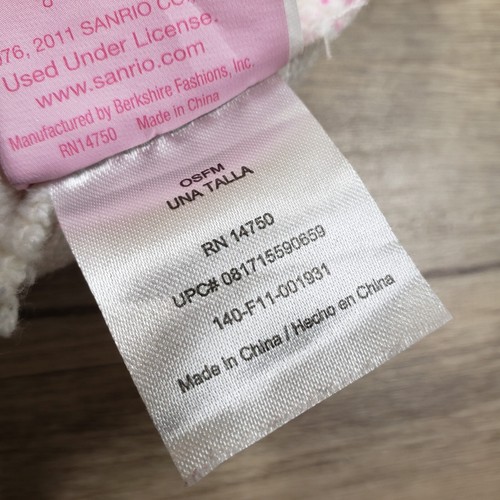 76, 2011 SANRIO CO
Used Under License.
www.sanrio.com
Manufactured by Berkshire Fashions, Inc.
RN14750 Made in China
OSFM
UNA TALLA
RN 14750
UPC# 081715590659
140-F11-001931
Made in China / Hecho en China